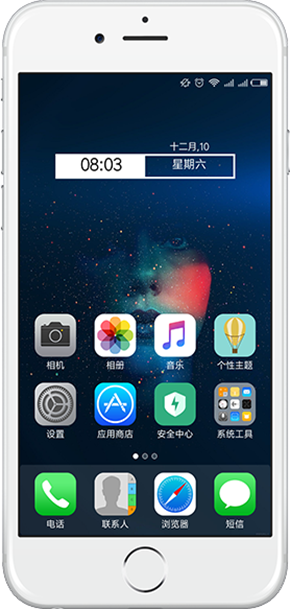 十二月,10
08:03 星期六
相机 相册 音乐 个性主题
设置 应用商店 安全中心 系统工具
电话 联系人 浏览器 短信